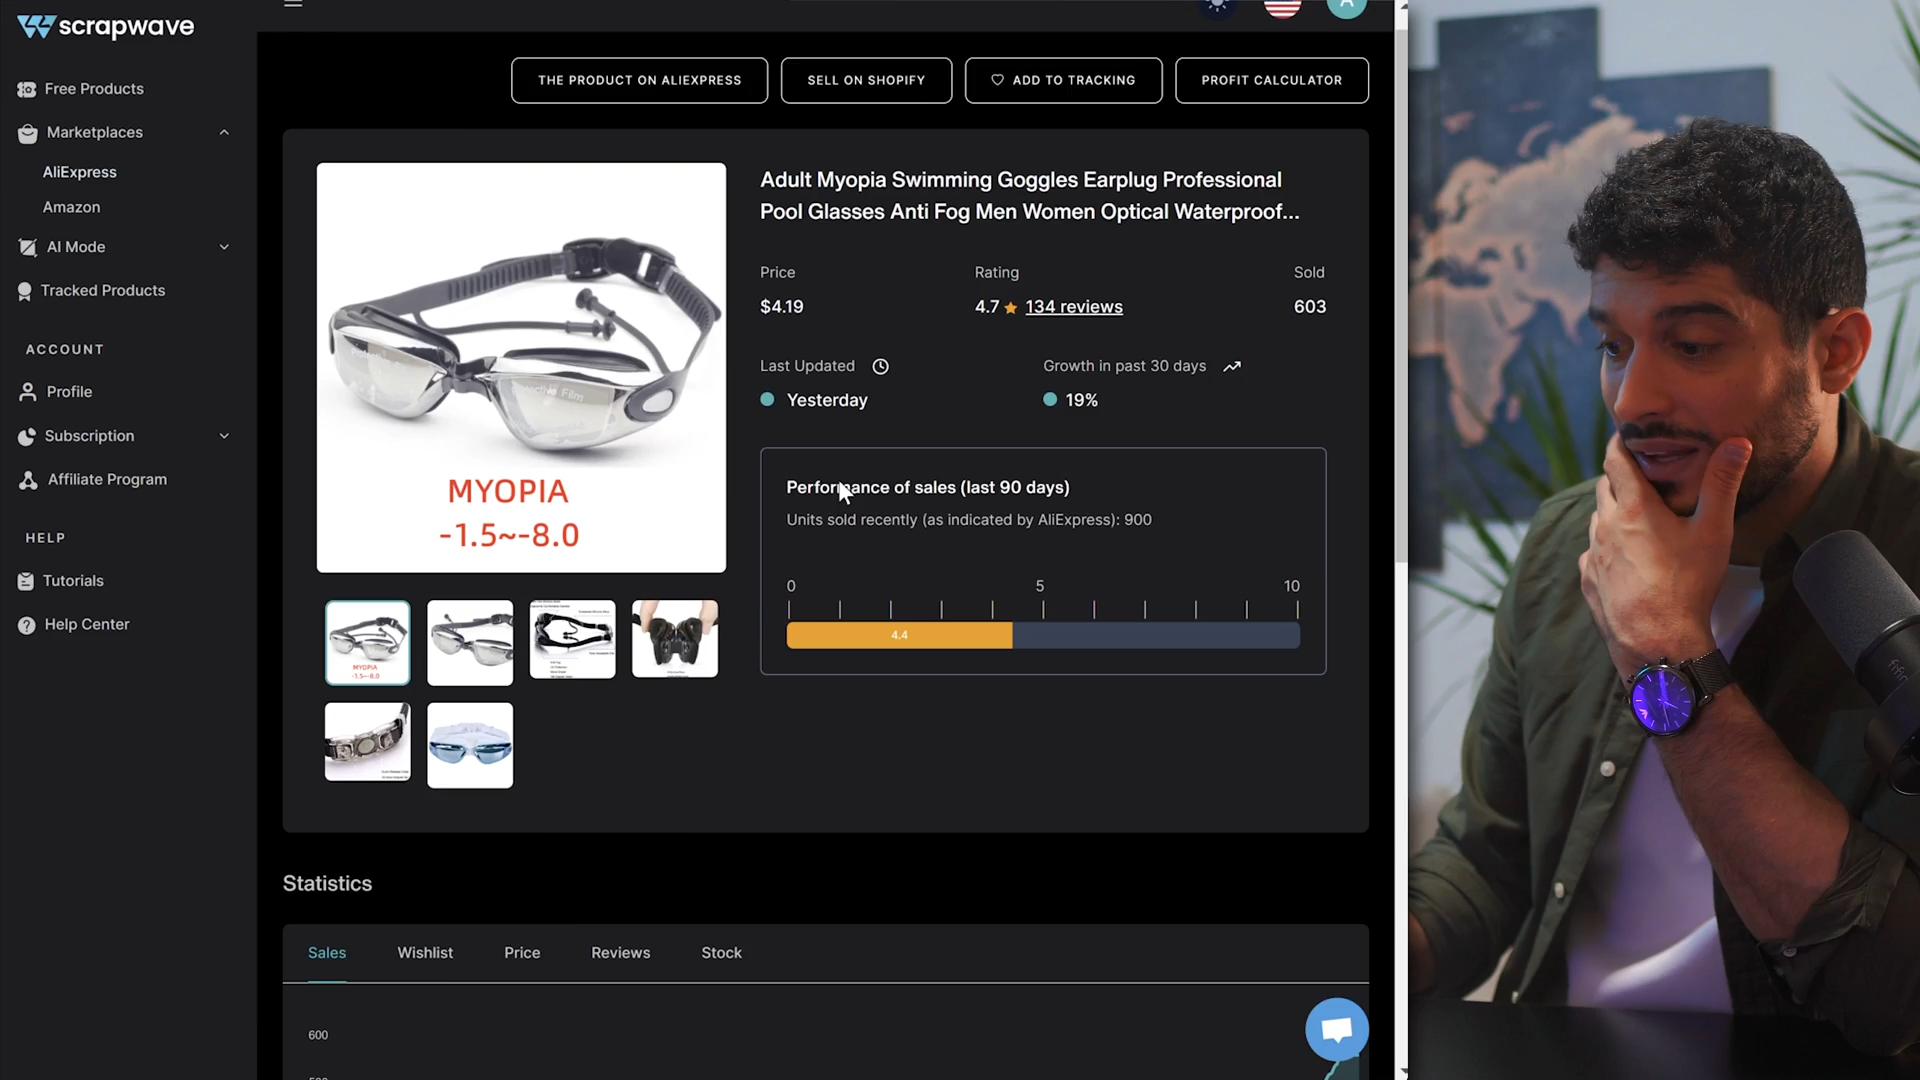 scrapwave
Free Products
Marketplaces
AliExpress
Amazon
AI Mode
Tracked Products
ACCOUNT
Profile
Subscription
Affiliate Program
HELP
Tutorials
Help Center
THE PRODUCT ON ALIEXPRESS
SELL ON SHOPIFY
ADD TO TRACKING
PROFIT CALCULATOR
MYOPIA
-1.5~-8.0
MYOPIA
-1.5~-8.0
Adult Myopia Swimming Goggles Earplug Professional
Pool Glasses Anti Fog Men Women Optical Waterproof...
Price
Rating
Sold
$4.19
4.7 134 reviews
603
Last Updated
Growth in past 30 days
Yesterday
19%
Performance of sales (last 90 days)
Units sold recently (as indicated by AliExpress): 900
0 5 10
4.4
Statistics
Sales Wishlist Price Reviews Stock
600